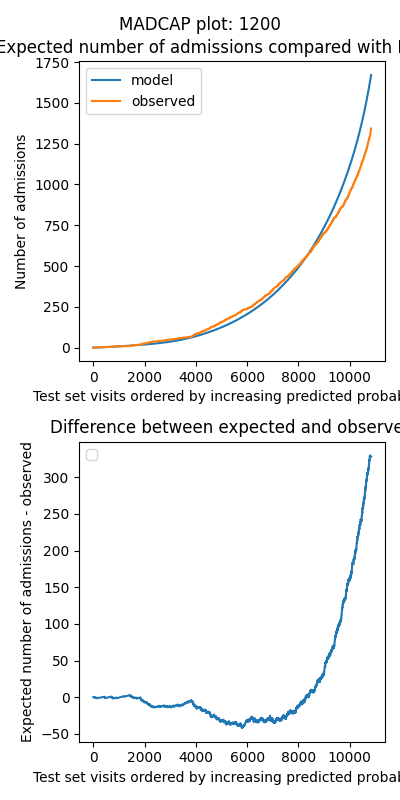 MADCAP plot: 1200
Expected number of admissions compared with
1750
1500
1250
1000
750
500
250
0
model
observed
Number of admissions
0 2000 4000 6000 8000 10000
Test set visits ordered by increasing predicted probab
Difference between expected and observe
300
250
200
150
100
50
0
−50
Expected number of admissions - observed
0 2000 4000 6000 8000 10000
Test set visits ordered by increasing predicted probab